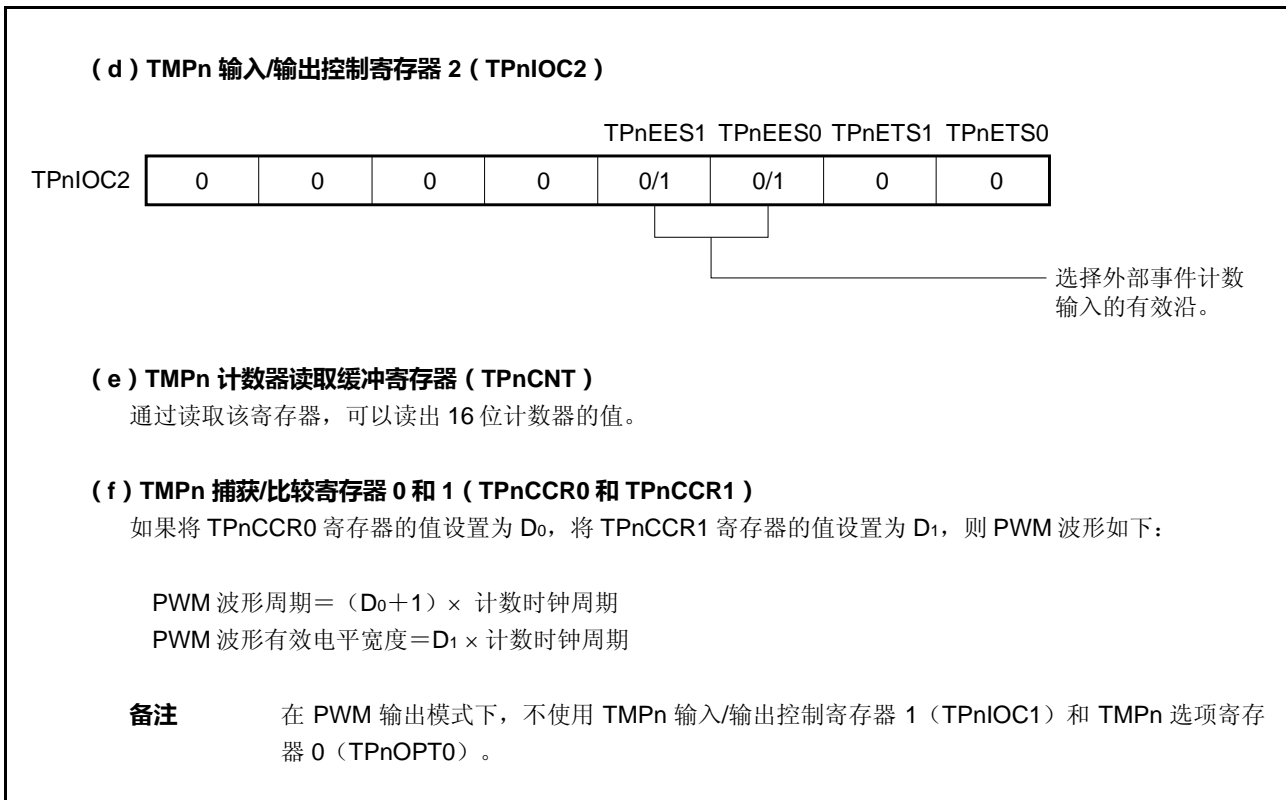 （d）TMPn 输入/输出控制寄存器 2（TPnIOC2）
TPnEES1 TPnEES0 TPnETS1 TPnETS0
TPnIOC2 0 0 0 0 0/1 0/1 0 0
选择外部事件计数
输入的有效沿。
（e）TMPn 计数器读取缓冲寄存器（TPnCNT）
通过读取该寄存器，可以读出 16 位计数器的值。
（f）TMPn 捕获/比较寄存器 0 和 1（TPnCCR0 和 TPnCCR1）
如果将 TPnCCR0 寄存器的值设置为 D₀，将 TPnCCR1 寄存器的值设置为 D₁，则 PWM 波形如下：
PWM 波形周期＝（D₀＋1）× 计数时钟周期
PWM 波形有效电平宽度＝D₁ × 计数时钟周期
备注 在 PWM 输出模式下，不使用 TMPn 输入/输出控制寄存器 1（TPnIOC1）和 TMPn 选项寄存
器 0（TPnOPT0）。